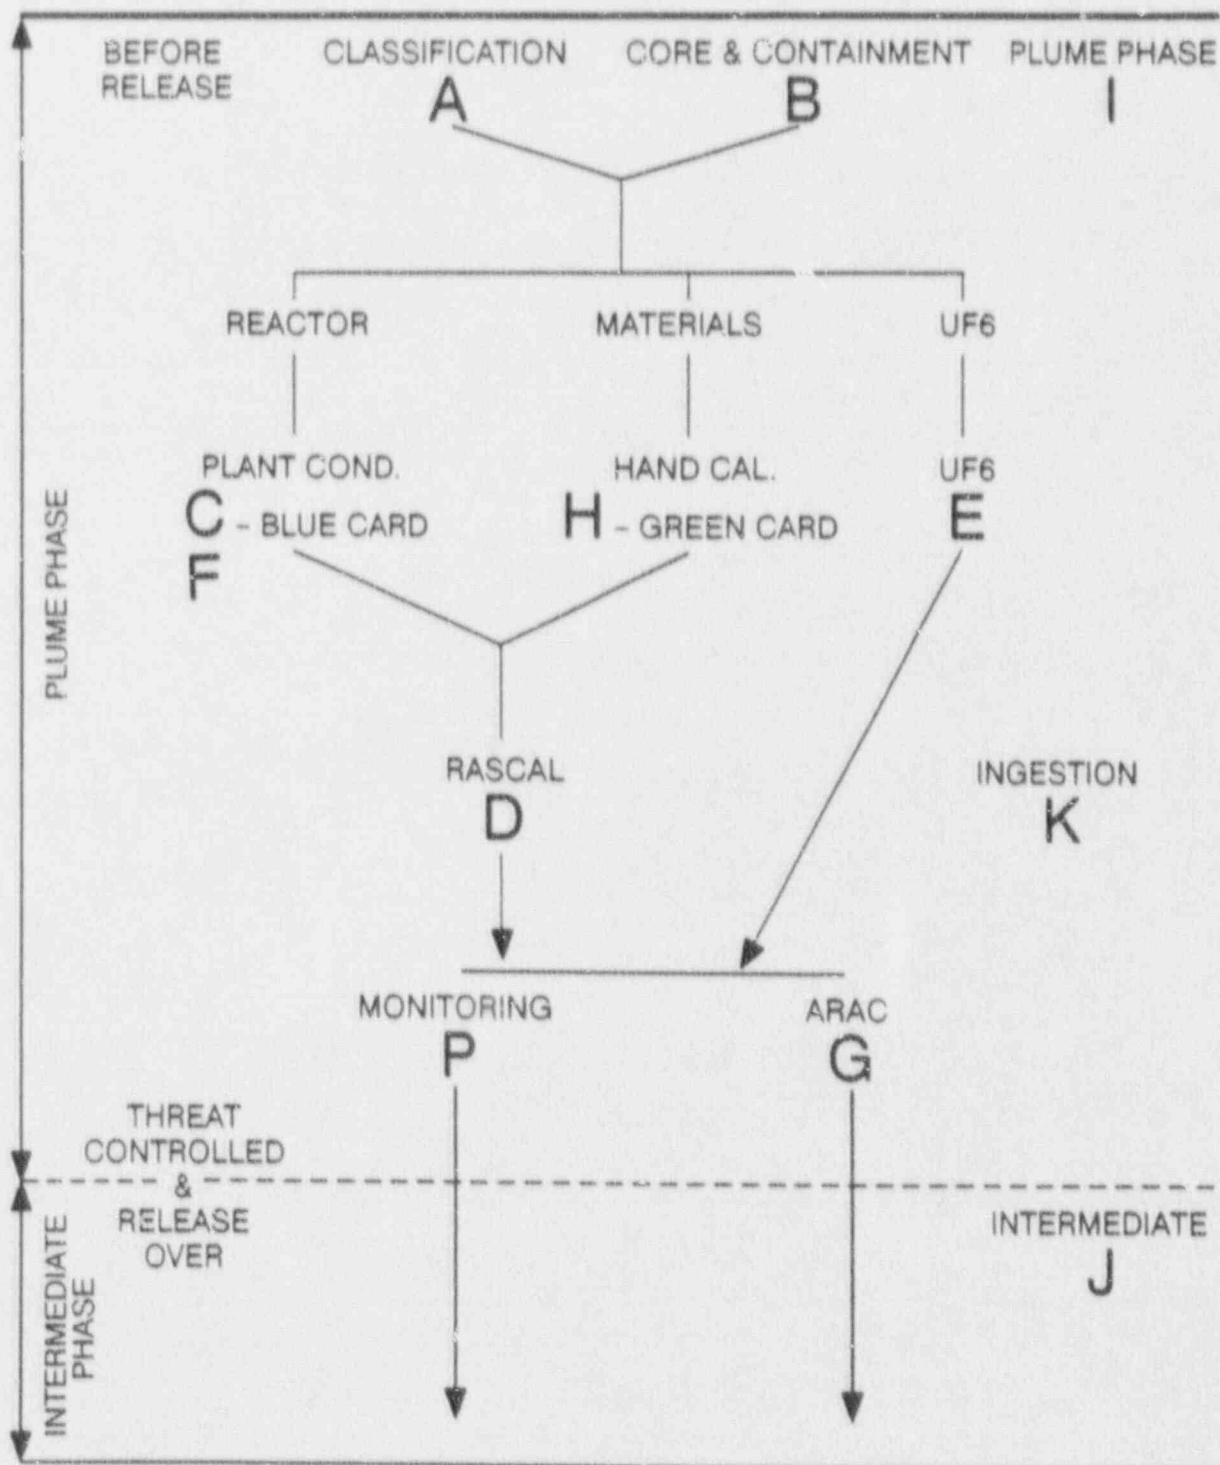 BEFORE
RELEASE
CLASSIFICATION
A
CORE & CONTAINMENT
B
PLUME PHASE
I
REACTOR
MATERIALS
UF6
PLANT COND.
C - BLUE CARD
F
HAND CAL.
H - GREEN CARD
UF6
E
PLUME PHASE
RASCAL
D
INGESTION
K
MONITORING
P
ARAC
G
THREAT
CONTROLLED
&
RELEASE
OVER
INTERMEDIATE
J
INTERMEDIATE
PHASE